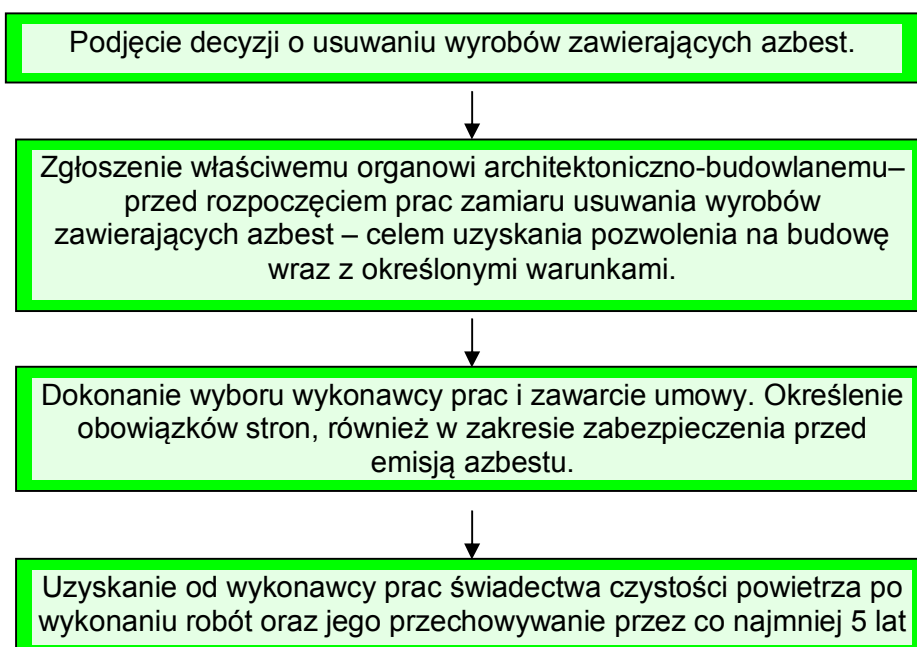 Podjęcie decyzji o usuwaniu wyrobów zawierających azbest.
Zgłoszenie właściwemu organowi architektoniczno-budowlanemu–
przed rozpoczęciem prac zamiaru usuwania wyrobów
zawierających azbest – celem uzyskania pozwolenia na budowę
wraz z określonymi warunkami.
Dokonanie wyboru wykonawcy prac i zawarcie umowy. Określenie
obowiązków stron, również w zakresie zabezpieczenia przed
emisją azbestu.
Uzyskanie od wykonawcy prac świadectwa czystości powietrza po
wykonaniu robót oraz jego przechowywanie przez co najmniej 5 lat